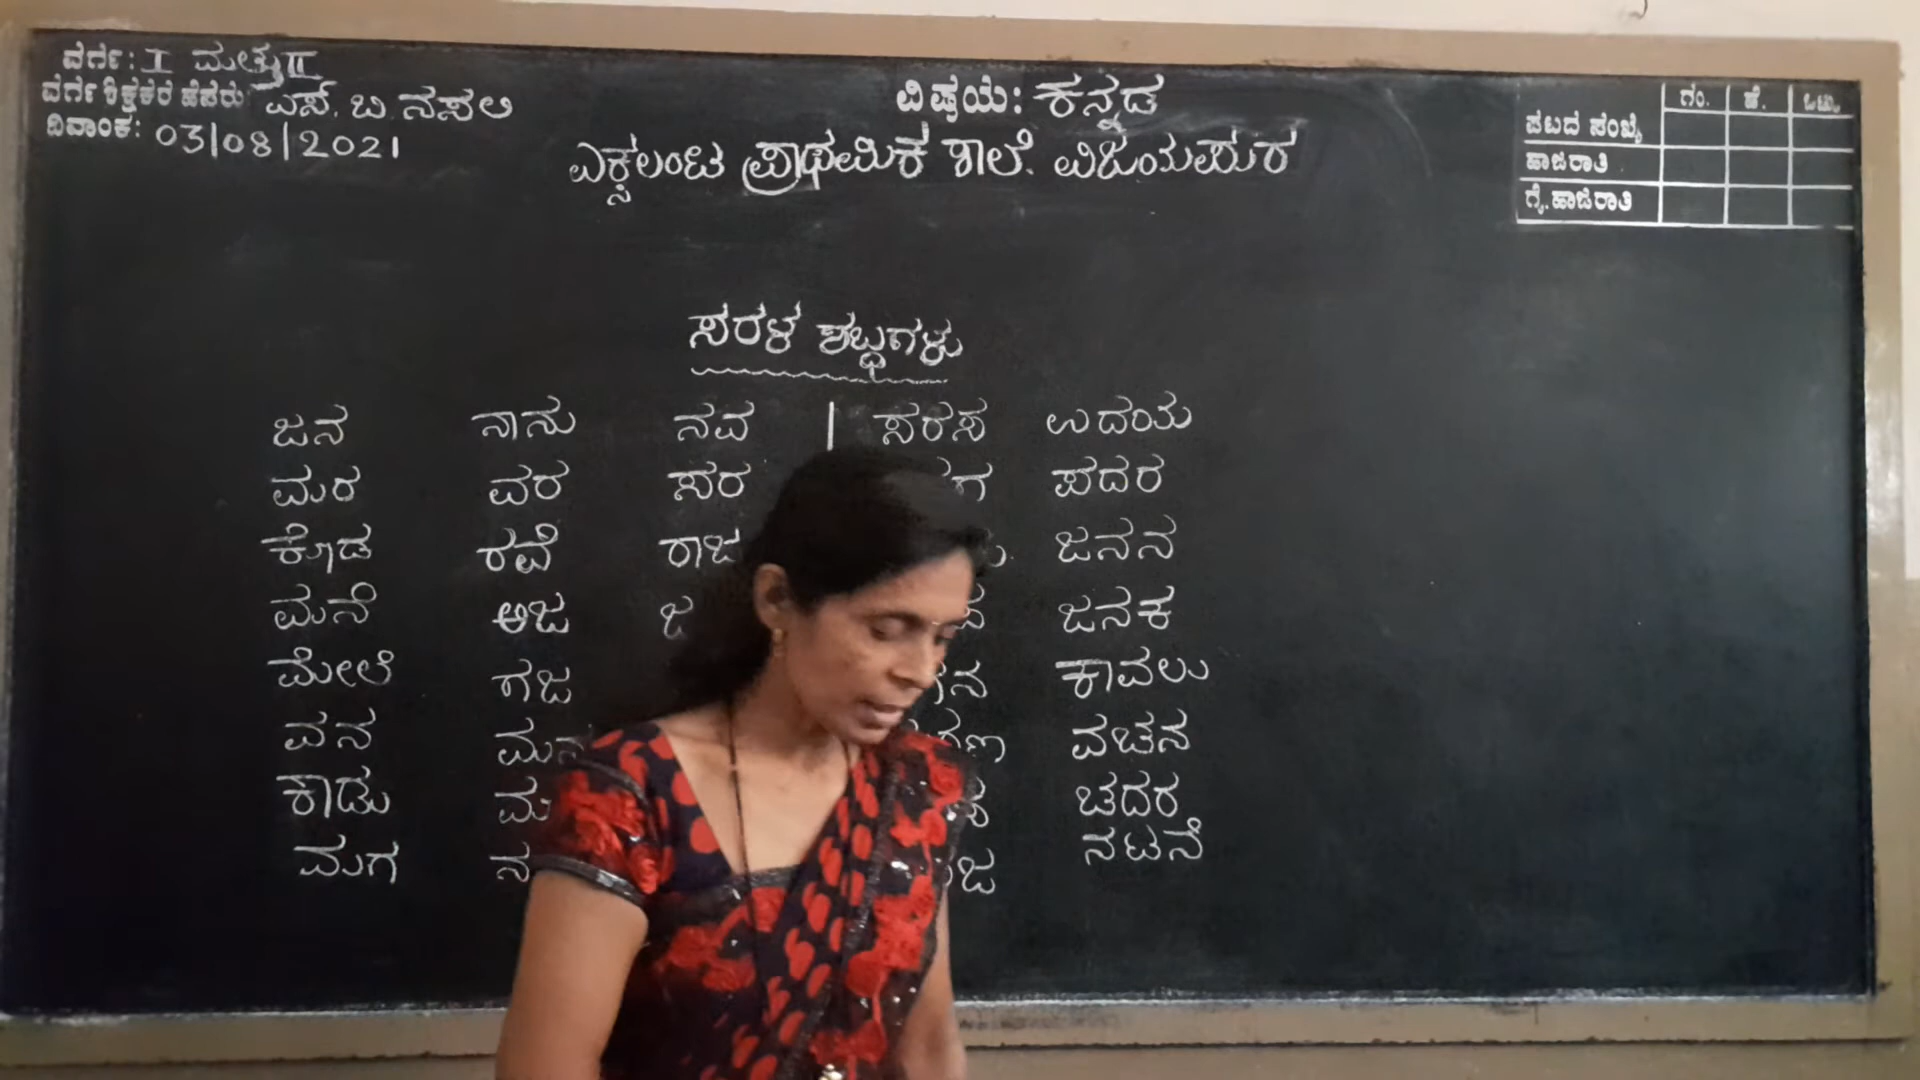 ವರ್ಗ: I ಮತ್ತು II
ವರ್ಗ ಶಿಕ್ಷಕರ ಹೆಸರು ಎಸ್. ಬಿ. ನಸಲಿ
ದಿನಾಂಕ: 03/08/2021
ವಿಷಯ: ಕನ್ನಡ
ಎಕ್ಸಲಂಟ ಪ್ರಾಥಮಿಕ ಶಾಲೆ. ವಿಜಯಪುರ
ಗಂ. ಹೆ. ಒಟ್ಟು
ಪಟದ ಸಂಖ್ಯೆ
ಹಾಜರಾತಿ
ಗೈ.ಹಾಜರಾತಿ
ಸರಳ ಶಬ್ಧಗಳು
ಜನ ನಾನು ನವ | ಸರಸ ಉದಯ
ಮರ ವರ ಸರ ಪದರ
ಕೊಡ ರವೆ ರಾಜ ಜನನ
ಮನೆ ಅಜ ಜನಕ
ಮೇಲೆ ಗಜ ಕಾವಲು
ವನ ವಚನ
ಕಾಡು ಚದರ
ಮಗ ನಟನೆ